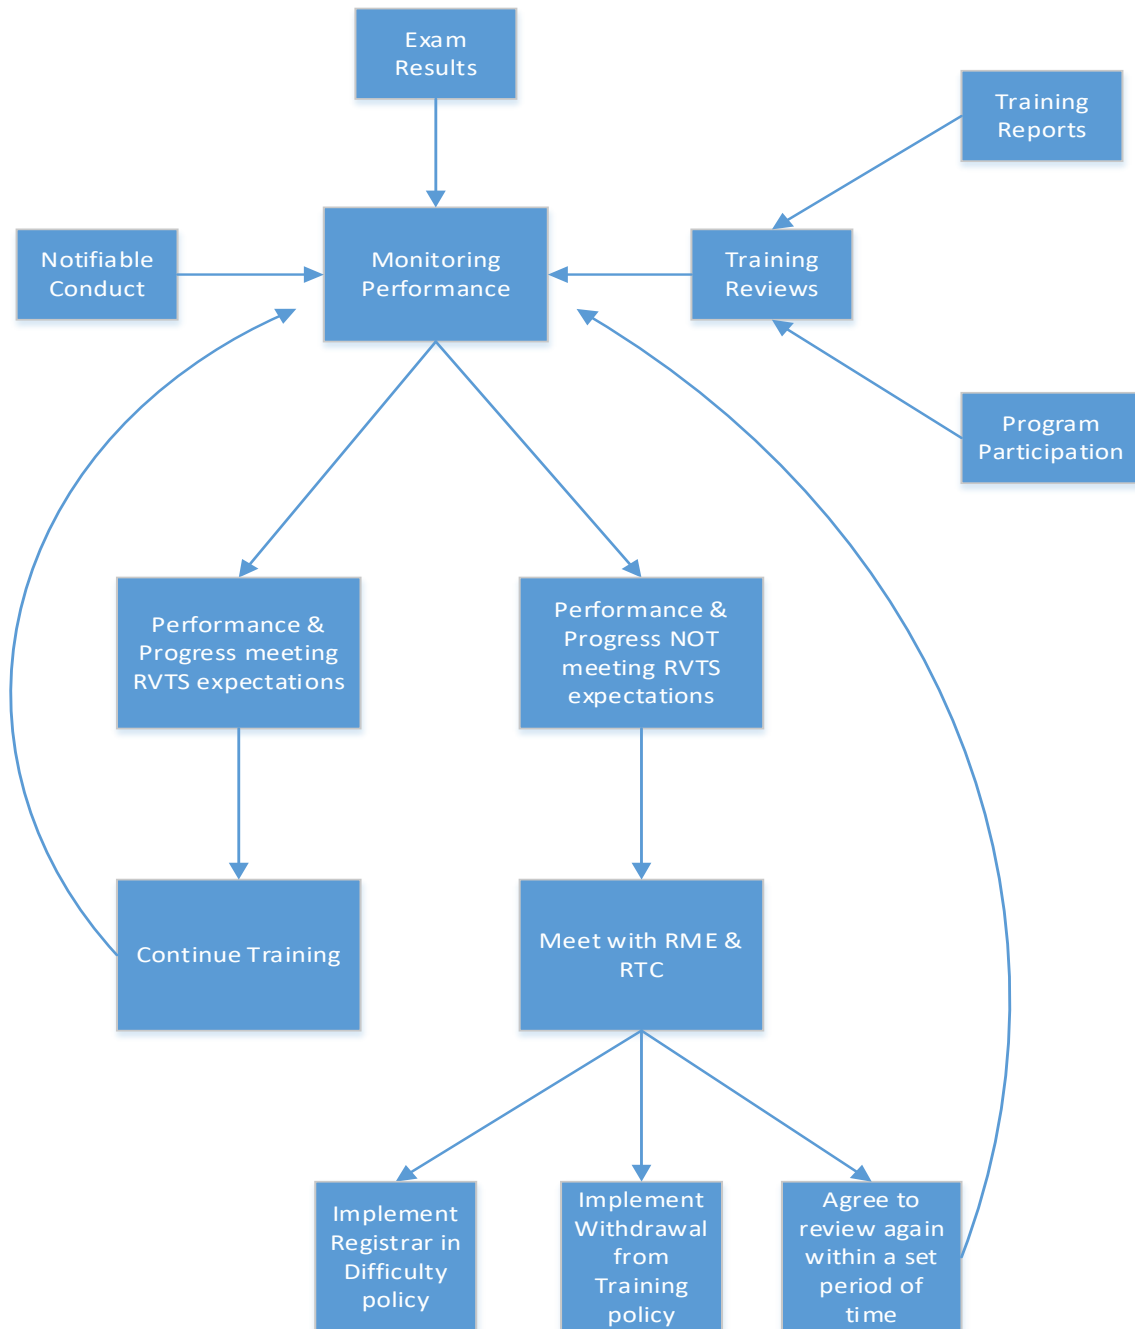 Exam
Results
Training
Reports
Notifiable
Conduct
Monitoring
Performance
Training
Reviews
Program
Participation
Performance &
Progress meeting
RVTS expectations
Performance &
Progress NOT
meeting RVTS
expectations
Continue Training
Meet with RME &
RTC
Implement
Registrar in
Difficulty
policy
Implement
Withdrawal
from
Training
policy
Agree to
review again
within a set
period of
time